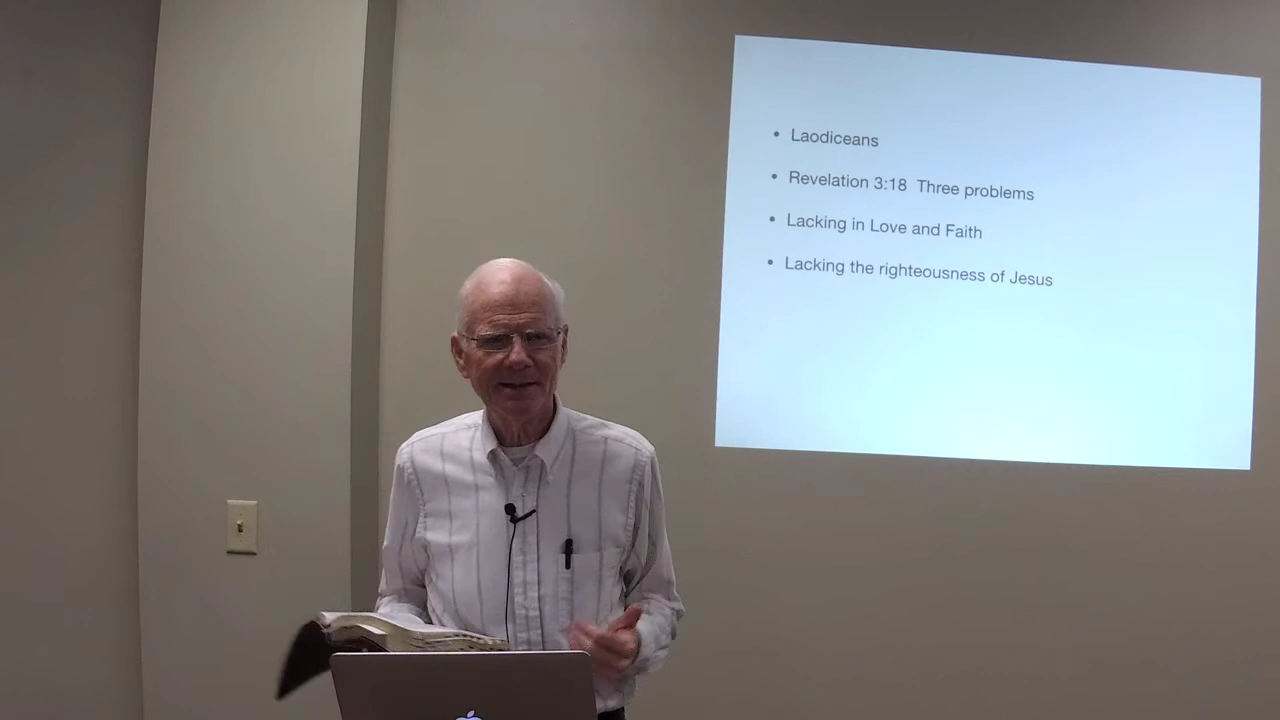 • Laodiceans
• Revelation 3:18 Three problems
• Lacking in Love and Faith
• Lacking the righteousness of Jesus